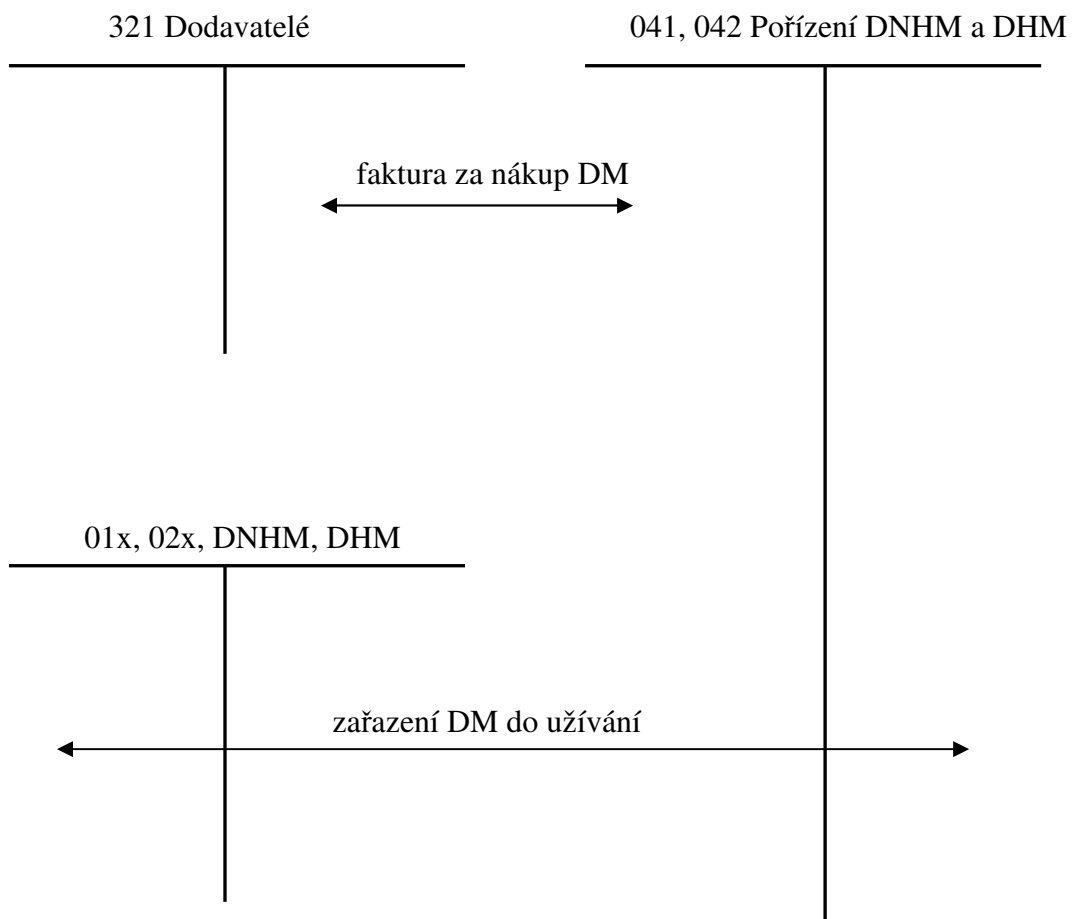 321 Dodavatelé
041, 042 Pořízení DNHM a DHM
faktura za nákup DM
01x, 02x, DNHM, DHM
zařazení DM do užívání